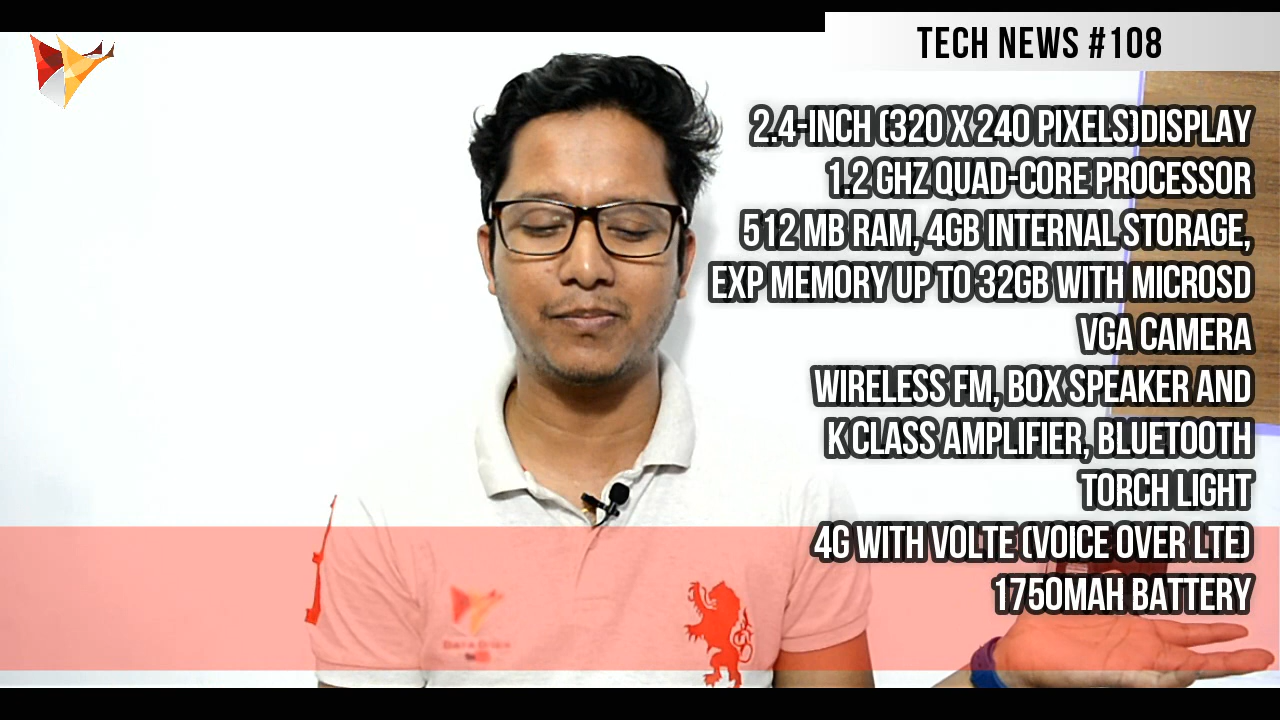 TECH NEWS #108
2.4-INCH (320 X 240 PIXELS)DISPLAY
1.2 GHZ QUAD-CORE PROCESSOR
512 MB RAM, 4GB INTERNAL STORAGE,
EXP MEMORY UP TO 32GB WITH MICROSD
VGA CAMERA
WIRELESS FM, BOX SPEAKER AND
K CLASS AMPLIFIER, BLUETOOTH
TORCH LIGHT
4G WITH VOLTE (VOICE OVER LTE)
1750MAH BATTERY
DATA DOCK